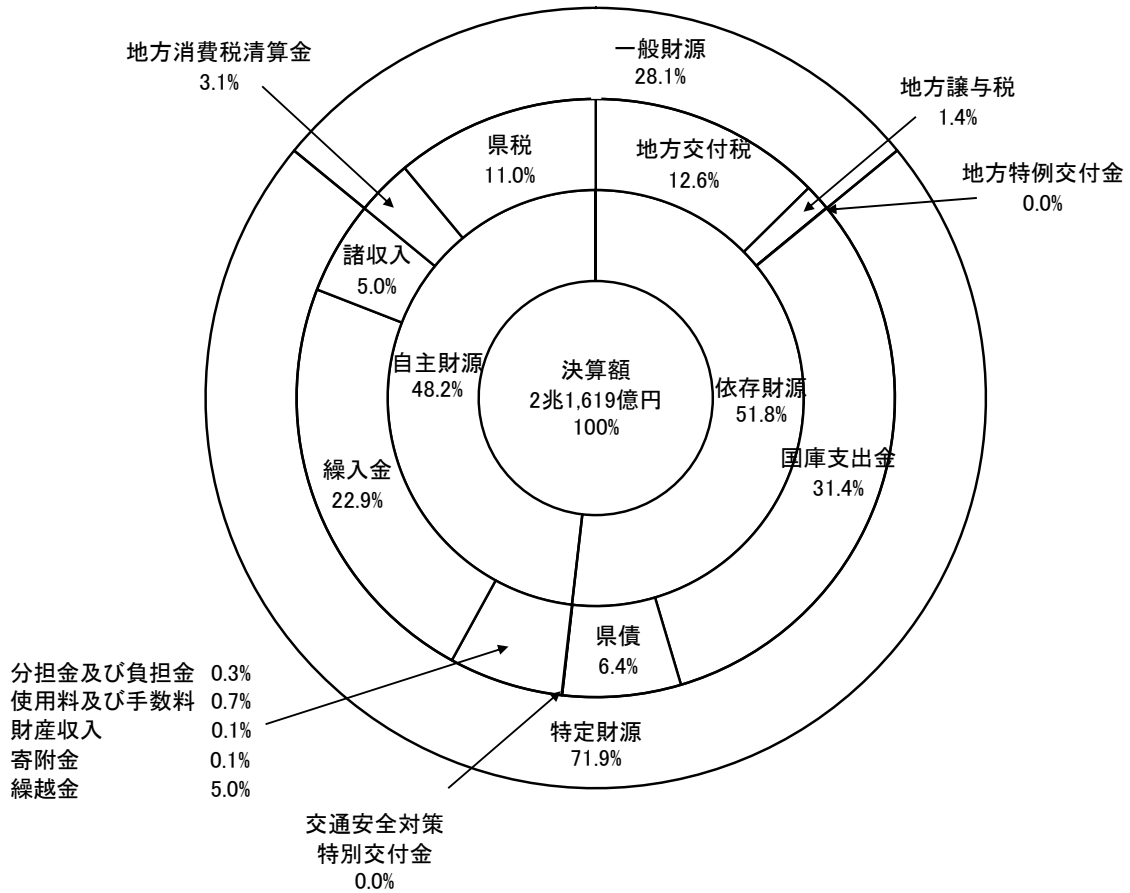 一般財源
28.1%
地方消費税清算金
3.1%
地方譲与税
1.4%
県税
11.0%
地方交付税
12.6%
地方特例交付金
0.0%
諸収入
5.0%
自主財源
48.2%
決算額
2兆1,619億円
100%
依存財源
51.8%
国庫支出金
31.4%
繰入金
22.9%
県債
6.4%
分担金及び負担金 0.3%
使用料及び手数料 0.7%
財産収入 0.1%
寄附金 0.1%
繰越金 5.0%
特定財源
71.9%
交通安全対策
特別交付金
0.0%